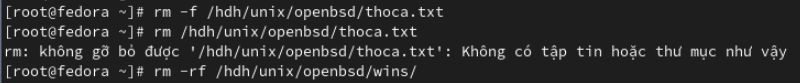 [root@fedora ~]# rm -f /hdh/unix/openbsd/thoca.txt
[root@fedora ~]# rm /hdh/unix/openbsd/thoca.txt
rm: không gỡ bỏ được '/hdh/unix/openbsd/thoca.txt': Không có tập tin hoặc thư mục như vậy
[root@fedora ~]# rm -rf /hdh/unix/openbsd/wins/